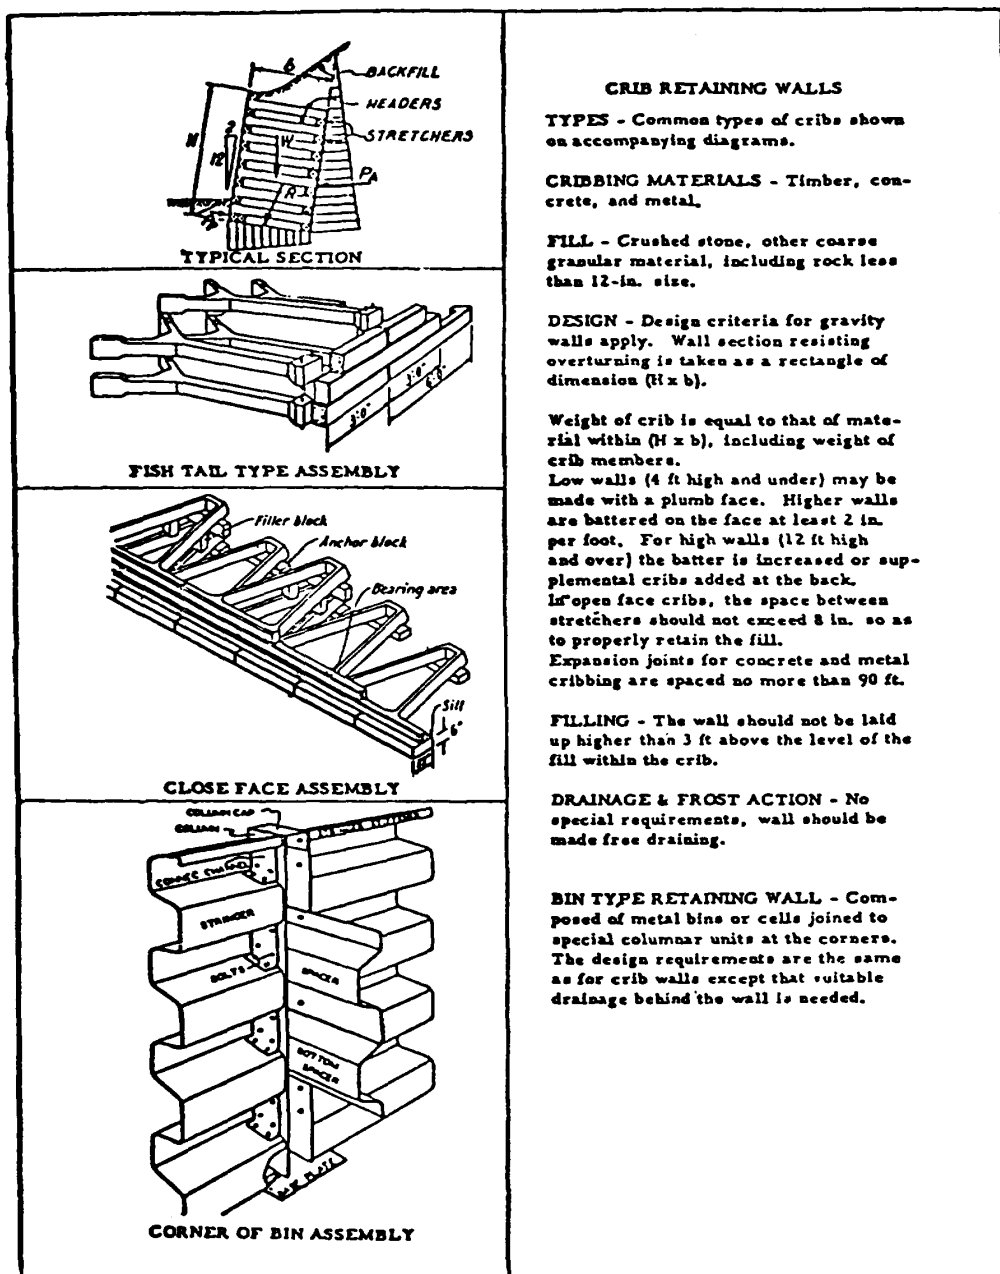 b
BACKFILL
HEADERS
STRETCHERS
H
2
12
W
PA
R
TYPICAL SECTION
3'-0"
3'-0"
FISH TAIL TYPE ASSEMBLY
Filler block
Anchor block
Bearing area
Sill
6"
CLOSE FACE ASSEMBLY
COLUMN CAP
COLUMN
STRINGER
BOLTS
SPACER
BOTTOM
SPACER
CORNER OF BIN ASSEMBLY
CRIB RETAINING WALLS
TYPES - Common types of cribs shown
on accompanying diagrams.
CRIBBING MATERIALS - Timber, con-
crete, and metal.
FILL - Crushed stone, other coarse
granular material, including rock less
than 12-in. size.
DESIGN - Design criteria for gravity
walls apply. Wall section resisting
overturning is taken as a rectangle of
dimension (H x b).
Weight of crib is equal to that of mate-
rial within (H x b), including weight of
crib members.
Low walls (4 ft high and under) may be
made with a plumb face. Higher walls
are battered on the face at least 2 in.
per foot. For high walls (12 ft high
and over) the batter is increased or sup-
plemental cribs added at the back.
In open face cribs, the space between
stretchers should not exceed 8 in. so as
to properly retain the fill.
Expansion joints for concrete and metal
cribbing are spaced no more than 90 ft.
FILLING - The wall should not be laid
up higher than 3 ft above the level of the
fill within the crib.
DRAINAGE & FROST ACTION - No
special requirements, wall should be
made free draining.
BIN TYPE RETAINING WALL - Com-
posed of metal bins or cells joined to
special columnar units at the corners.
The design requirements are the same
as for crib walls except that suitable
drainage behind the wall is needed.